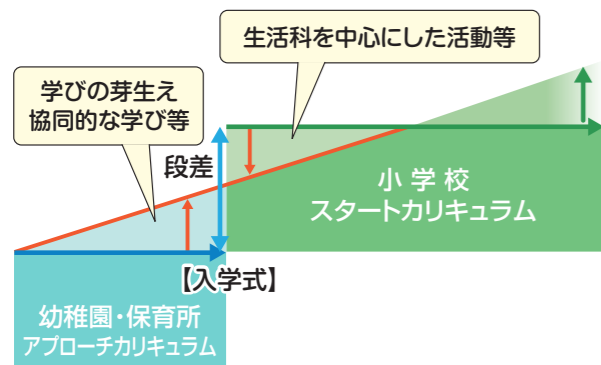 生活科を中心にした活動等
学びの芽生え
協同的な学び等
段差
小学校
スタートカリキュラム
【入学式】
幼稚園・保育所
アプローチカリキュラム